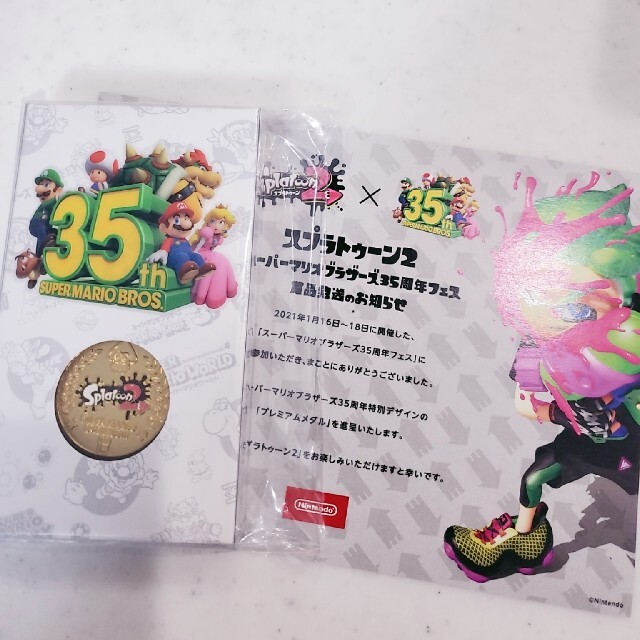 35th
SUPER MARIO BROS.
Splatoon2
Splatoon2
×
35th
スプラトゥーン2
ーパーマリオブラザーズ35周年フェス
賞品発送のお知らせ
2021年1月16日〜18日に開催した、
「スーパーマリオブラザーズ35周年フェス」に
参加いただき、まことにありがとうございました。
ーパーマリオブラザーズ35周年特別デザインの
「プレミアムメダル」を進呈いたします。
プラトゥーン2」をお楽しみいただけますと幸いです。
Nintendo
©Nintendo